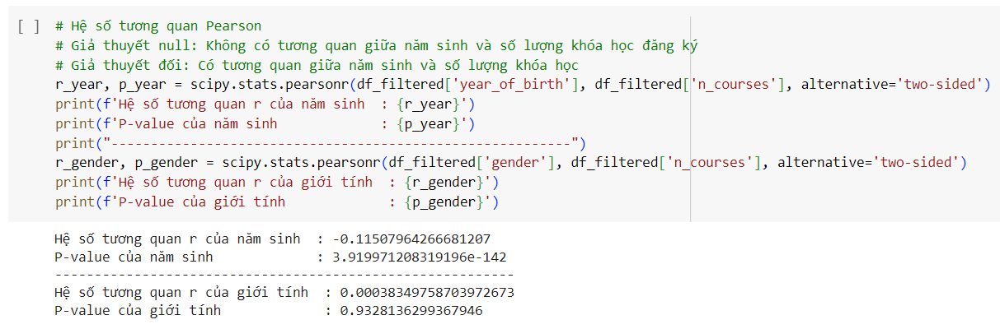 [ ] # Hệ số tương quan Pearson
# Giả thuyết null: Không có tương quan giữa năm sinh và số lượng khóa học đăng ký
# Giả thuyết đối: Có tương quan giữa năm sinh và số lượng khóa học
r_year, p_year = scipy.stats.pearsonr(df_filtered['year_of_birth'], df_filtered['n_courses'], alternative='two-sided')
print(f'Hệ số tương quan r của năm sinh  : {r_year}')
print(f'P-value của năm sinh             : {p_year}')
print("----------------------------------------------------------")
r_gender, p_gender = scipy.stats.pearsonr(df_filtered['gender'], df_filtered['n_courses'], alternative='two-sided')
print(f'Hệ số tương quan r của giới tính  : {r_gender}')
print(f'P-value của giới tính             : {p_gender}')
Hệ số tương quan r của năm sinh  : -0.11507964266681207
P-value của năm sinh             : 3.919971208319196e-142
----------------------------------------------------------
Hệ số tương quan r của giới tính  : 0.00038349758703972673
P-value của giới tính             : 0.9328136299367946